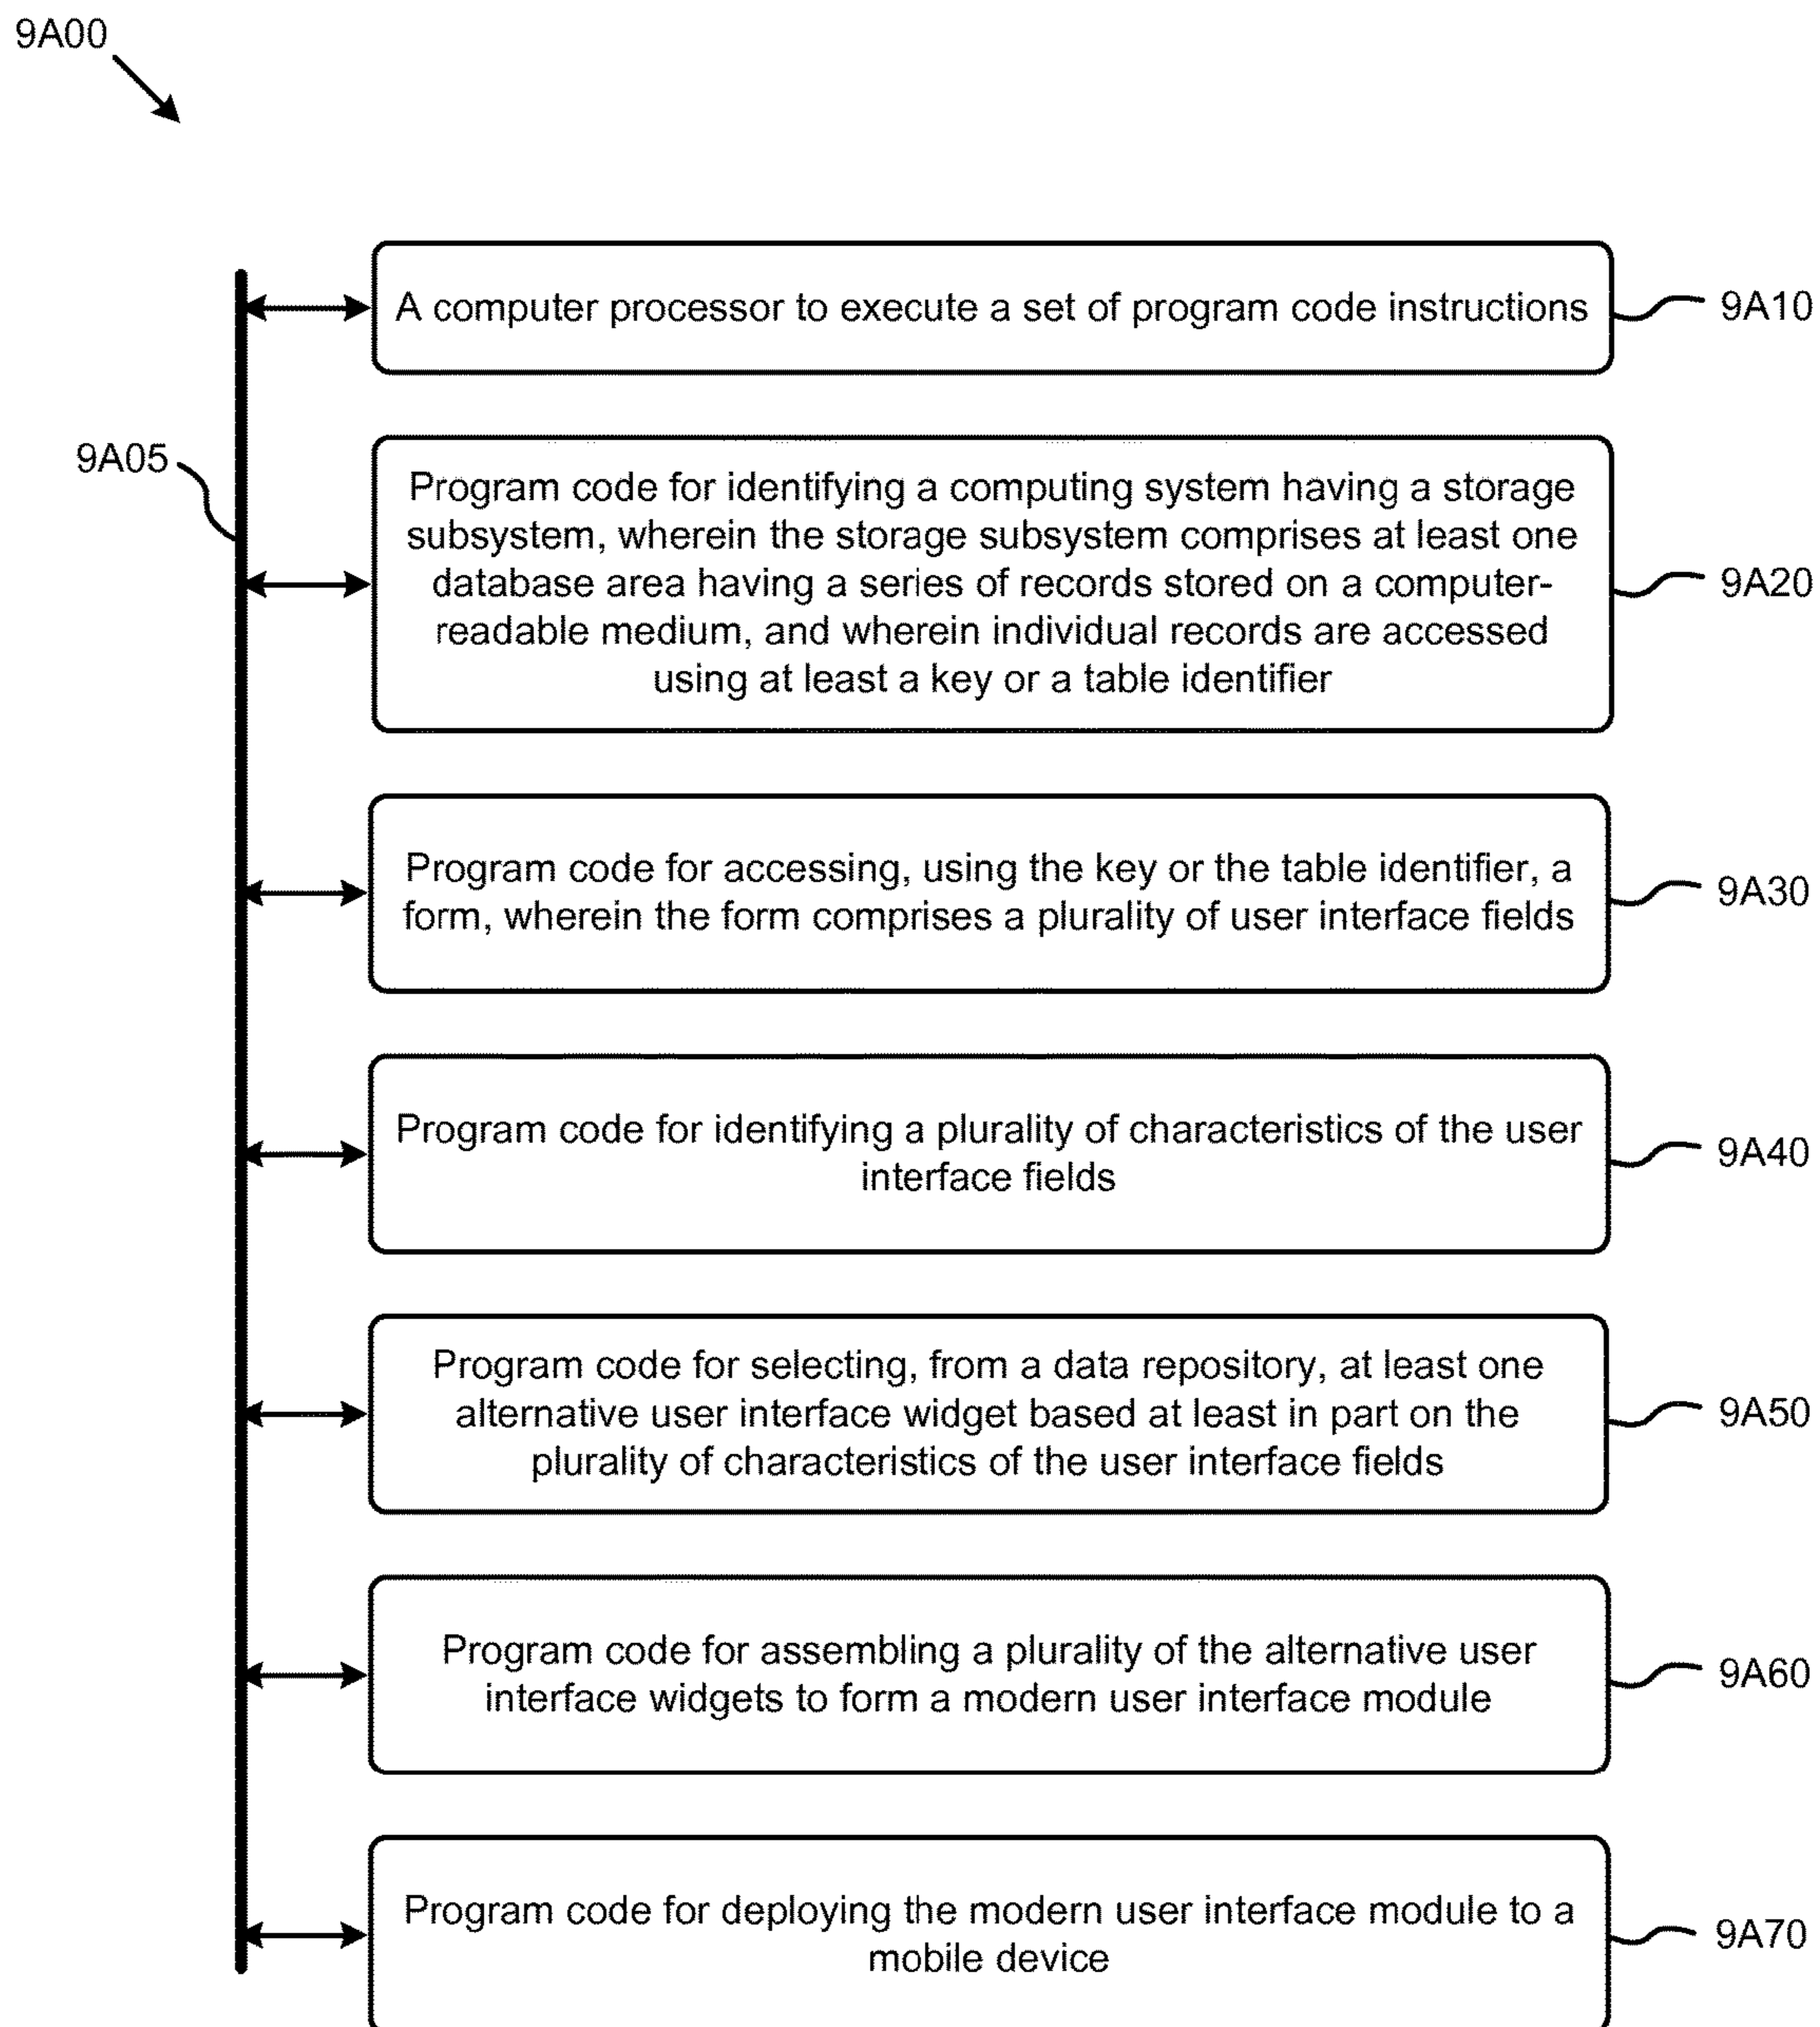 9A00
A computer processor to execute a set of program code instructions
9A10
9A05
Program code for identifying a computing system having a storage
subsystem, wherein the storage subsystem comprises at least one
database area having a series of records stored on a computer-
readable medium, and wherein individual records are accessed
using at least a key or a table identifier
9A20
Program code for accessing, using the key or the table identifier, a
form, wherein the form comprises a plurality of user interface fields
9A30
Program code for identifying a plurality of characteristics of the user
interface fields
9A40
Program code for selecting, from a data repository, at least one
alternative user interface widget based at least in part on the
plurality of characteristics of the user interface fields
9A50
Program code for assembling a plurality of the alternative user
interface widgets to form a modern user interface module
9A60
Program code for deploying the modern user interface module to a
mobile device
9A70